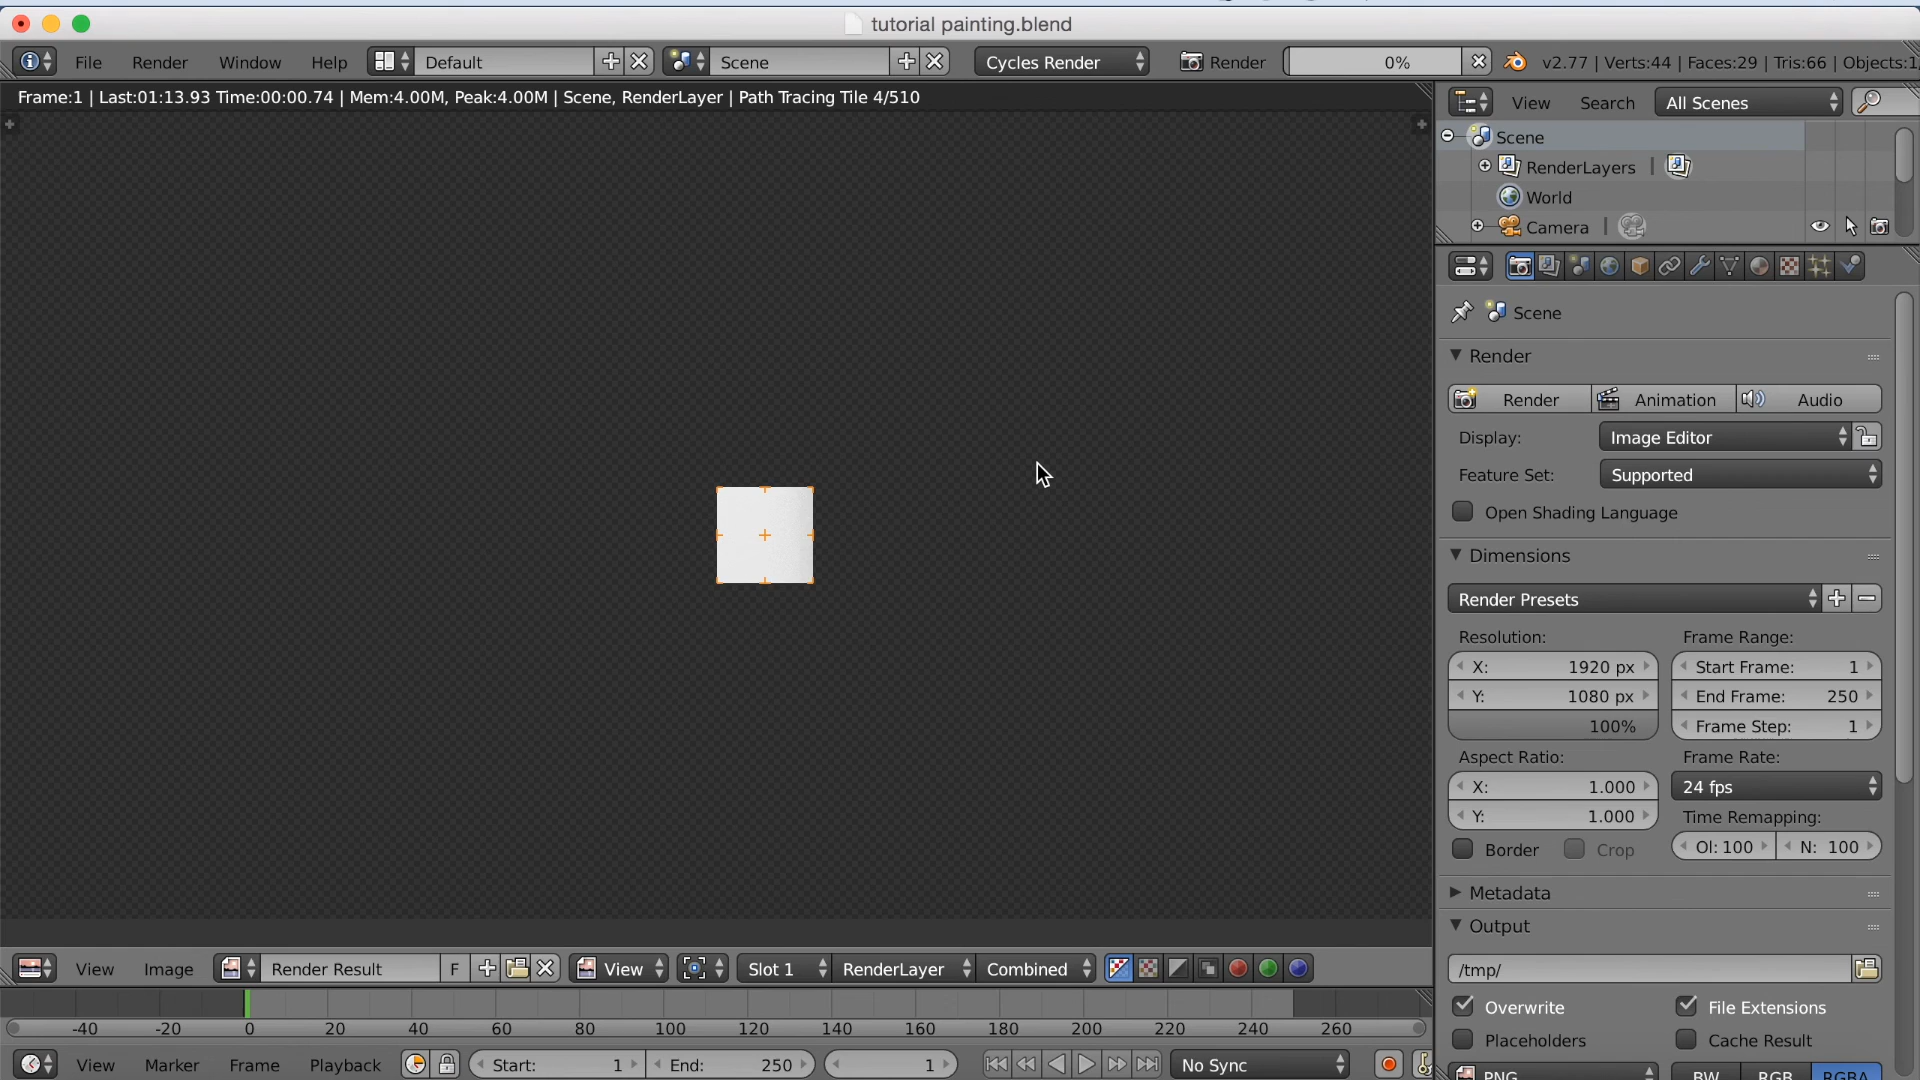 tutorial painting.blend
File Render Window Help Default Scene Cycles Render Render 0% v2.77 | Verts:44 | Faces:29 | Tris:66 | Objects:1
Frame:1 | Last:01:13.93 Time:00:00.74 | Mem:4.00M, Peak:4.00M | Scene, RenderLayer | Path Tracing Tile 4/510
View Search All Scenes
Scene
RenderLayers |
World
Camera |
Scene
Render
Render Animation Audio
Display: Image Editor
Feature Set: Supported
Open Shading Language
Dimensions
Render Presets
Resolution: Frame Range:
X: 1920 px Start Frame: 1
Y: 1080 px End Frame: 250
100% Frame Step: 1
Aspect Ratio: Frame Rate:
X: 1.000 24 fps
Y: 1.000 Time Remapping:
Border Crop Ol: 100 N: 100
Metadata
Output
/tmp/
Overwrite File Extensions
Placeholders Cache Result
PNG BW RGB RGBA
View Image Render Result F View Slot 1 RenderLayer Combined
-40 -20 0 20 40 60 80 100 120 140 160 180 200 220 240 260
View Marker Frame Playback Start: 1 End: 250 1 No Sync